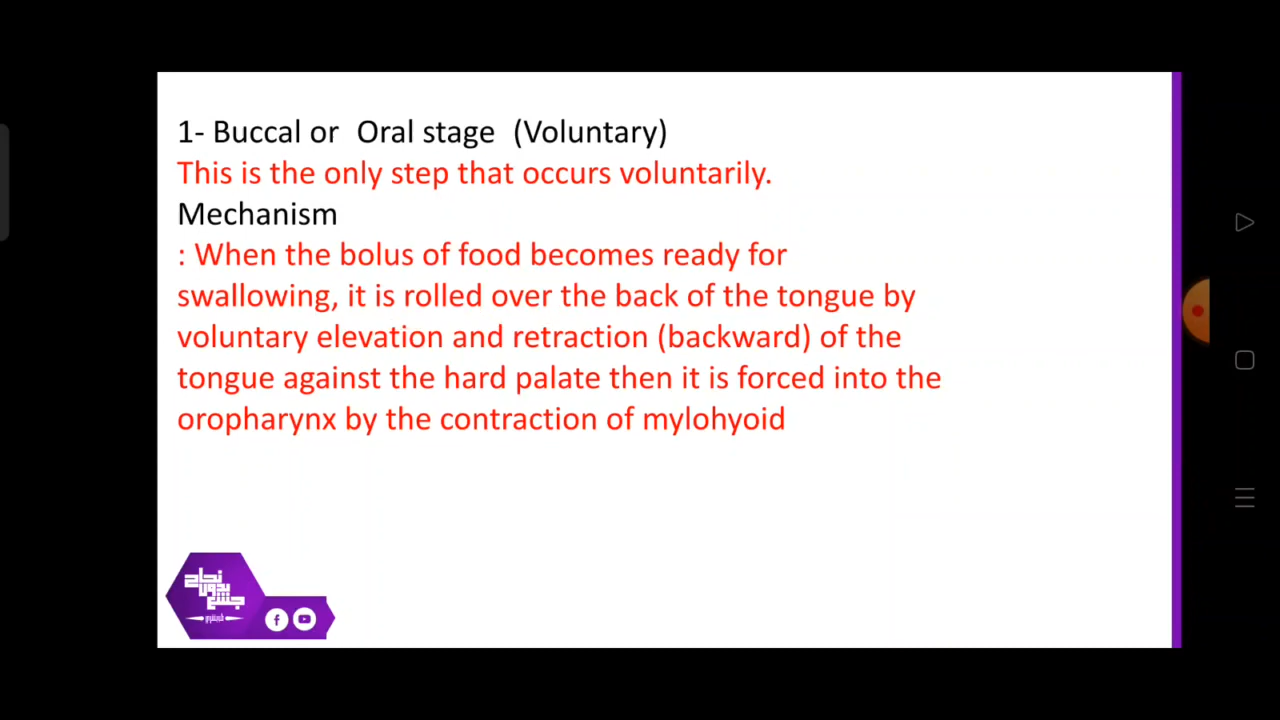 1- Buccal or Oral stage (Voluntary)
This is the only step that occurs voluntarily.
Mechanism
: When the bolus of food becomes ready for
swallowing, it is rolled over the back of the tongue by
voluntary elevation and retraction (backward) of the
tongue against the hard palate then it is forced into the
oropharynx by the contraction of mylohyoid
نجاح
بدون
جشع